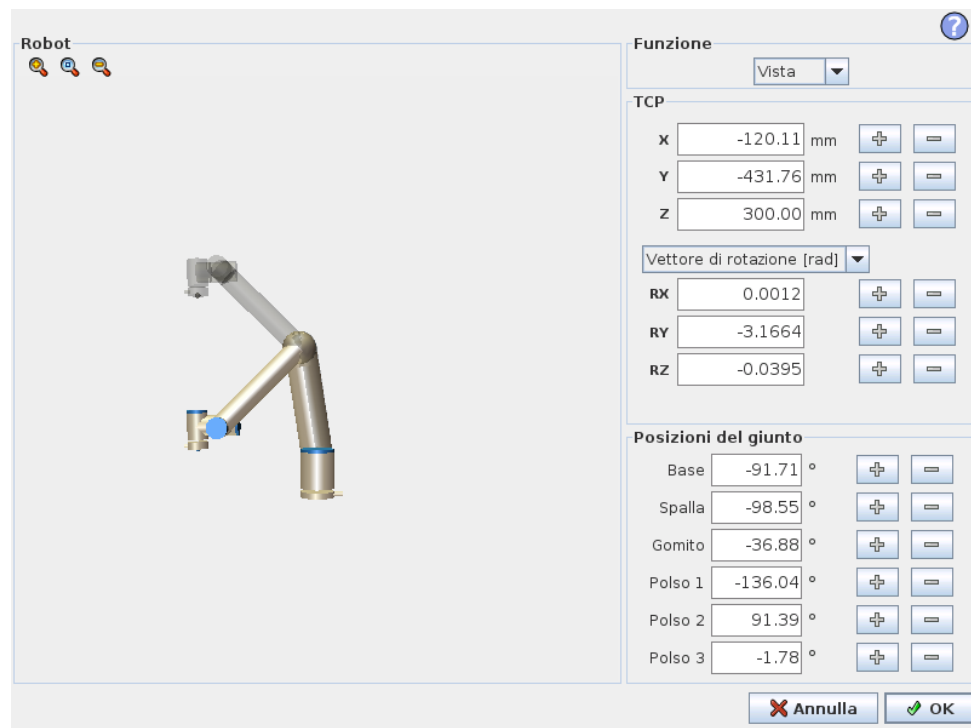 ?
Robot
Funzione
Vista
TCP
X -120.11 mm
Y -431.76 mm
Z 300.00 mm
Vettore di rotazione [rad]
RX 0.0012
RY -3.1664
RZ -0.0395
Posizioni del giunto
Base -91.71 °
Spalla -98.55 °
Gomito -36.88 °
Polso 1 -136.04 °
Polso 2 91.39 °
Polso 3 -1.78 °
Annulla OK